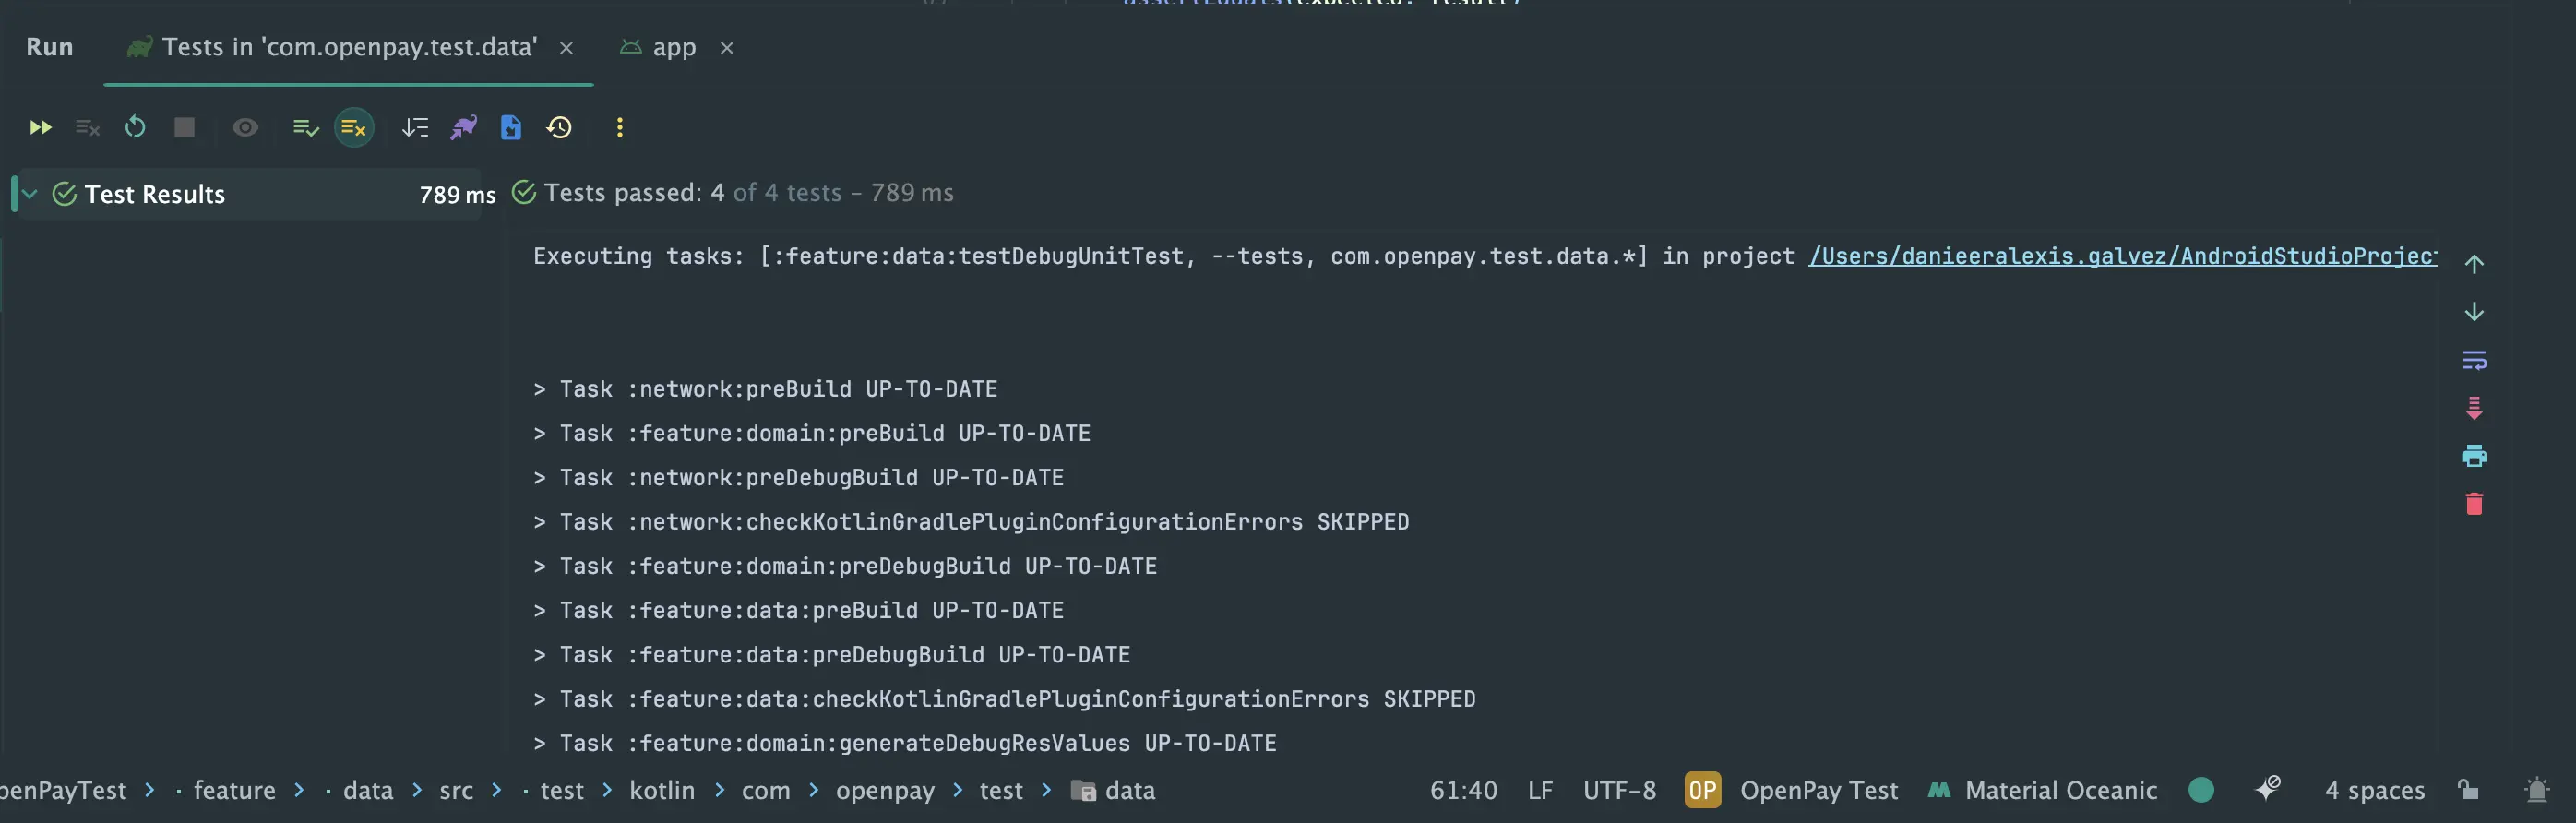 Run Tests in 'com.openpay.test.data' app
Test Results 789 ms Tests passed: 4 of 4 tests – 789 ms
Executing tasks: [:feature:data:testDebugUnitTest, --tests, com.openpay.test.data.*] in project /Users/danieeralexis.galvez/AndroidStudioProject
> Task :network:preBuild UP-TO-DATE
> Task :feature:domain:preBuild UP-TO-DATE
> Task :network:preDebugBuild UP-TO-DATE
> Task :network:checkKotlinGradlePluginConfigurationErrors SKIPPED
> Task :feature:domain:preDebugBuild UP-TO-DATE
> Task :feature:data:preBuild UP-TO-DATE
> Task :feature:data:preDebugBuild UP-TO-DATE
> Task :feature:data:checkKotlinGradlePluginConfigurationErrors SKIPPED
> Task :feature:domain:generateDebugResValues UP-TO-DATE
penPayTest > feature > data > src > test > kotlin > com > openpay > test > data 61:40 LF UTF-8 OP OpenPay Test Material Oceanic 4 spaces